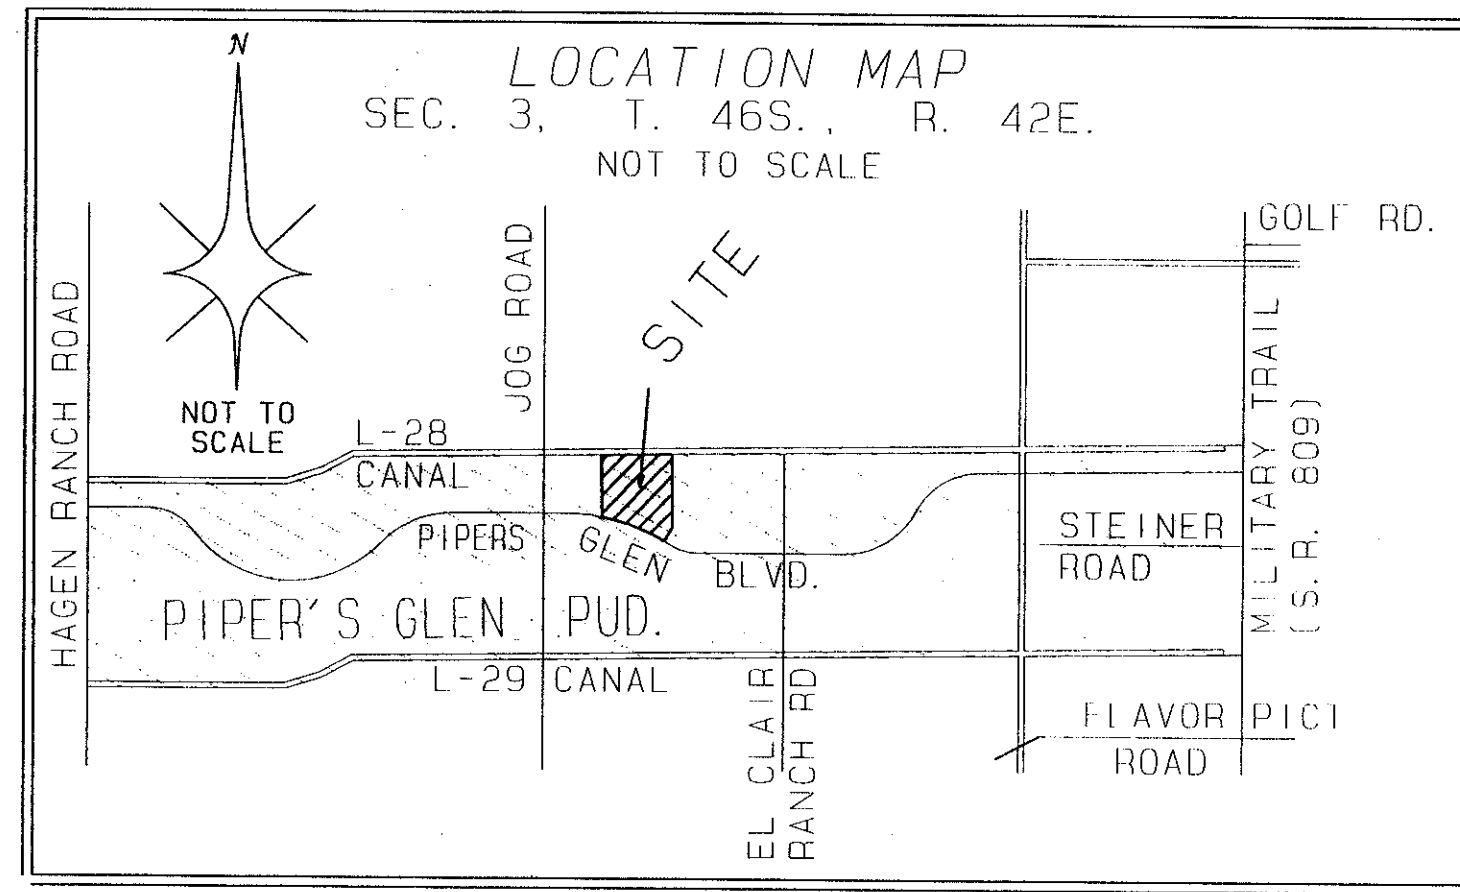 N
LOCATION MAP
SEC. 3, T. 46S., R. 42E.
NOT TO SCALE
GOLF RD.
HAGEN RANCH ROAD
JOG ROAD
SITE
MILITARY TRAIL
(S.R. 809)
NOT TO
SCALE
L-28
CANAL
PIPERS GLEN BLVD.
STEINER
ROAD
PIPER'S GLEN PUD.
L-29 CANAL
EL CLAIR
RANCH RD
FLAVOR PICT
ROAD